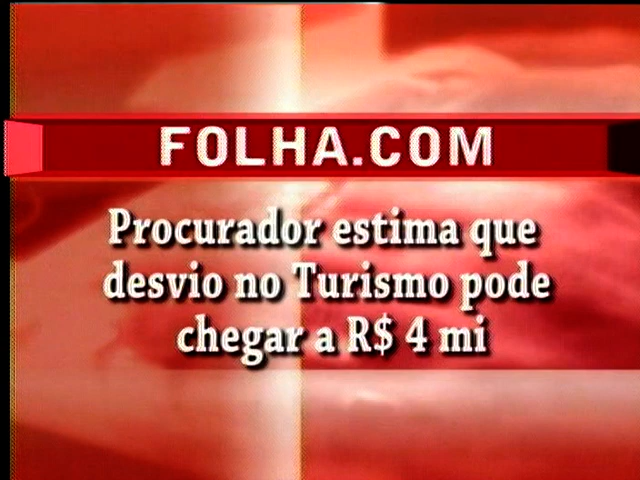 FOLHA.COM
Procurador estima que
desvio no Turismo pode
chegar a R$ 4 mi